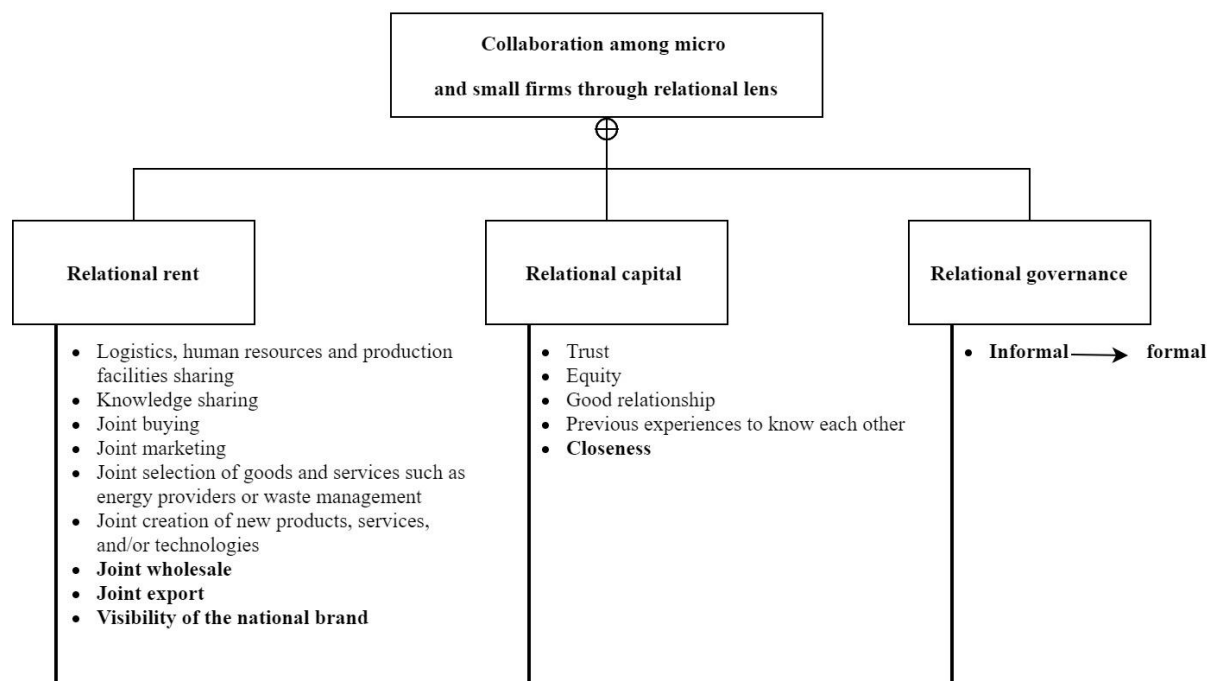 Collaboration among micro
and small firms through relational lens
Relational rent
Relational capital
Relational governance
• Logistics, human resources and production
facilities sharing
• Knowledge sharing
• Joint buying
• Joint marketing
• Joint selection of goods and services such as
energy providers or waste management
• Joint creation of new products, services,
and/or technologies
• Joint wholesale
• Joint export
• Visibility of the national brand
• Trust
• Equity
• Good relationship
• Previous experiences to know each other
• Closeness
• Informal formal